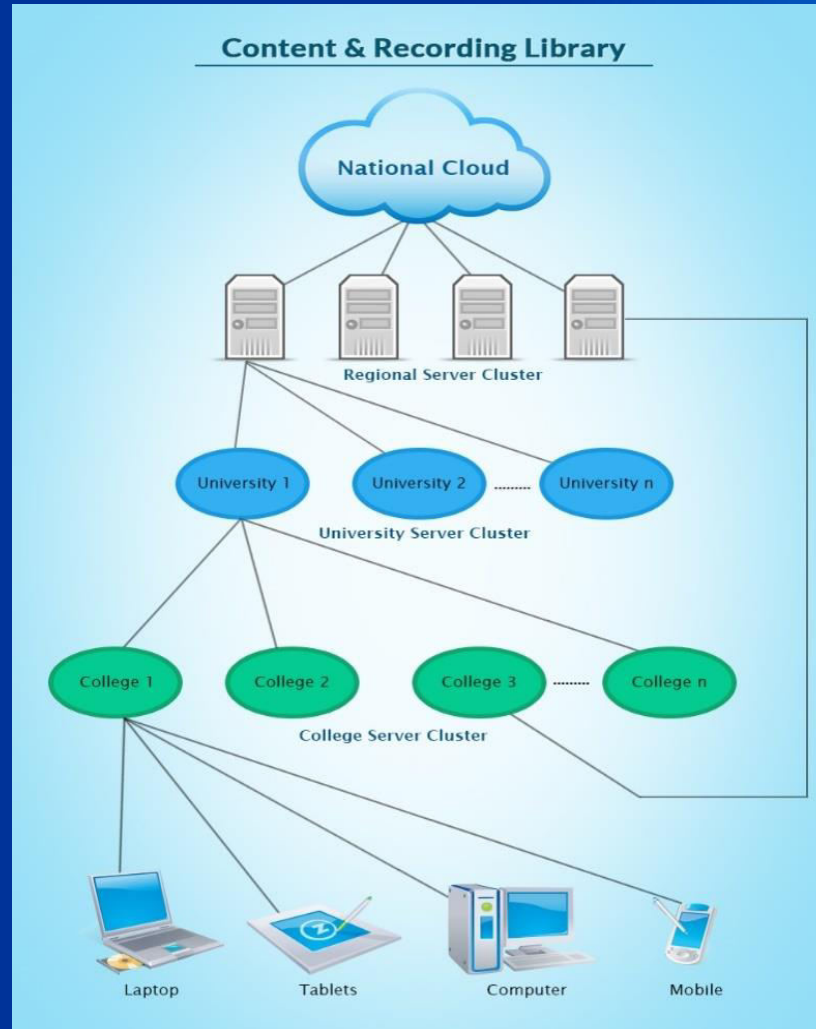 Content & Recording Library
National Cloud
Regional Server Cluster
University 1
University 2
.........
University n
University Server Cluster
College 1
College 2
College 3
.........
College n
College Server Cluster
Z
Laptop
Tablets
Computer
Mobile